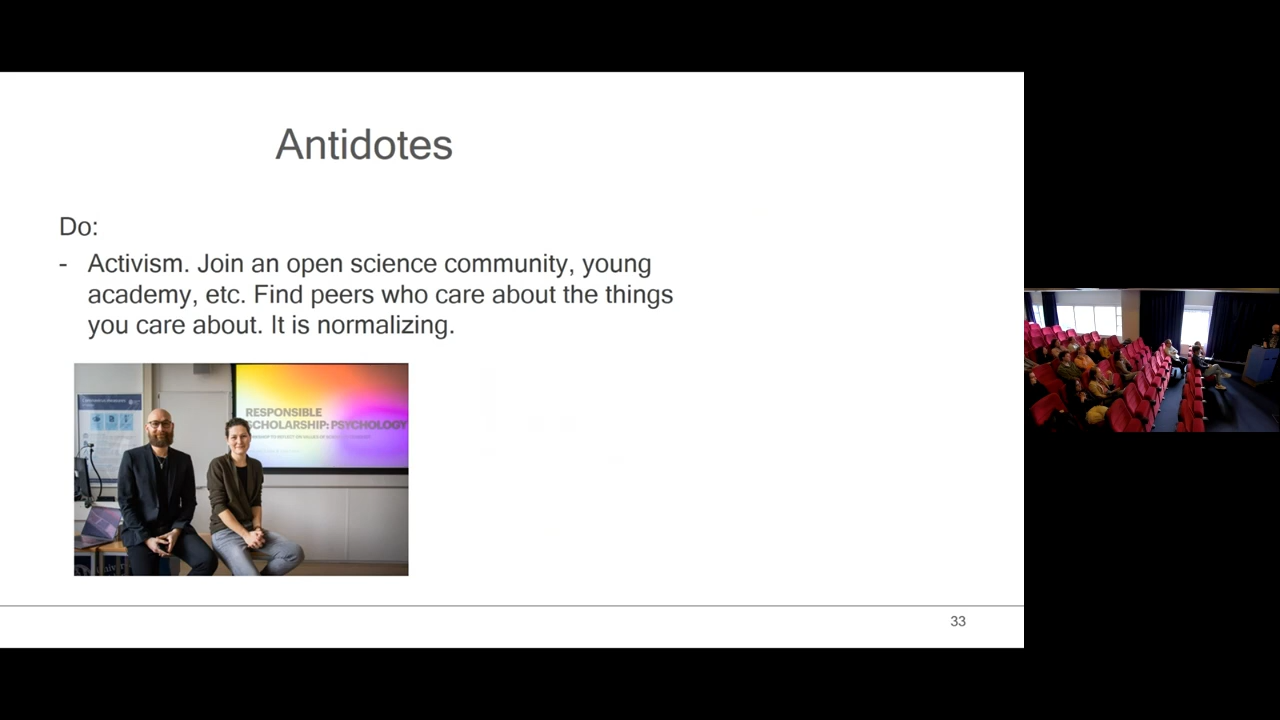 Antidotes
Do:
- Activism. Join an open science community, young
academy, etc. Find peers who care about the things
you care about. It is normalizing.
RESPONSIBLE
SCHOLARSHIP: PSYCHOLOGY
33